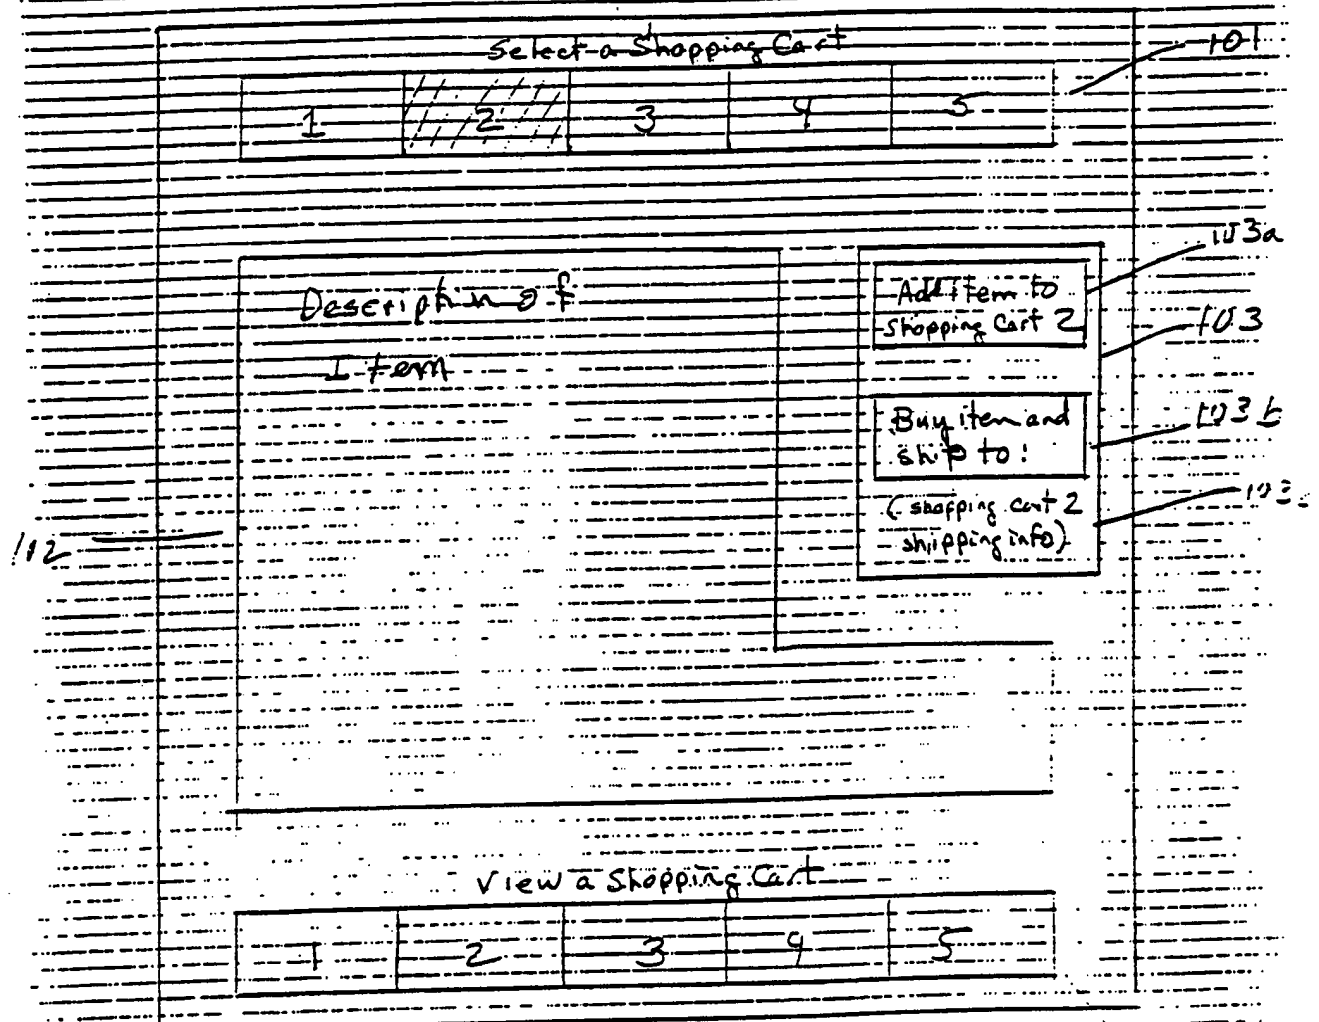 Select a Shopping Cart
101
1 2 3 4 5
103a
Description of
Item
Add item to
shopping cart 2
103
Buy item and
ship to:
103b
(shopping cart 2
shipping info)
102
View a Shopping Cart
1 2 3 4 5